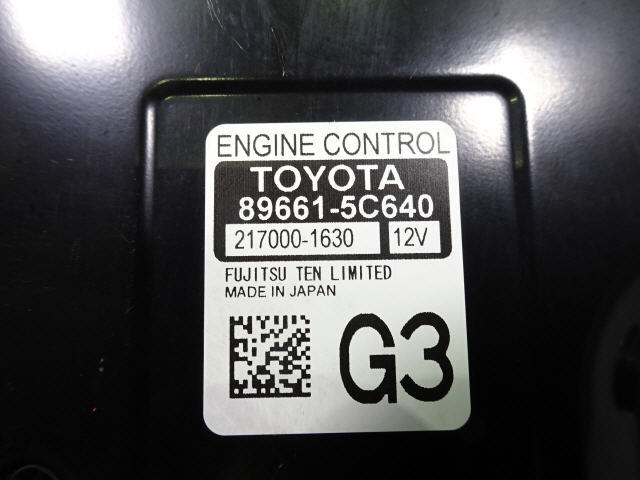 ENGINE CONTROL
TOYOTA
89661-5C640
217000-1630 12V
FUJITSU TEN LIMITED
MADE IN JAPAN
G3